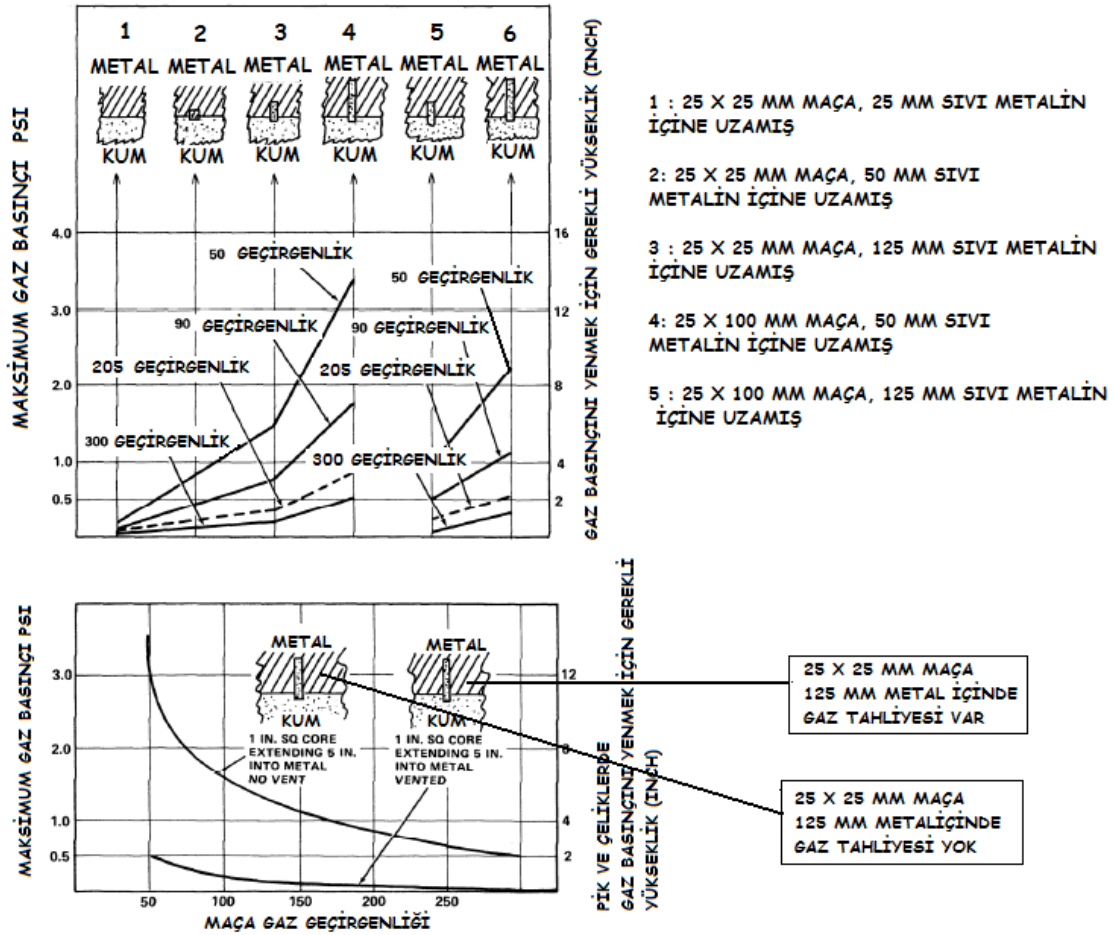 1 2 3 4 5 6
METAL METAL METAL METAL METAL METAL
KUM KUM KUM KUM KUM KUM
MAKSİMUM GAZ BASINÇI PSI
4.0
3.0
2.0
1.0
0.5
50 GEÇİRGENLİK
90 GEÇİRGENLİK
205 GEÇİRGENLİK
300 GEÇİRGENLİK
50
GEÇİRGENLİK
90 GEÇİRGENLİK
205 GEÇİRGENLİK
300 GEÇİRGENLİK
16
12
8
4
2
GAZ BASINÇINI YENMEK İÇİN GEREKLİ YÜKSEKLİK (INCH)
1 : 25 X 25 MM MAÇA, 25 MM SIVI METALİN
İÇİNE UZAMIŞ
2: 25 X 25 MM MAÇA, 50 MM SIVI
METALİN İÇİNE UZAMIŞ
3 : 25 X 25 MM MAÇA, 125 MM SIVI METALİN
İÇİNE UZAMIŞ
4: 25 X 100 MM MAÇA, 50 MM SIVI
METALİN İÇİNE UZAMIŞ
5 : 25 X 100 MM MAÇA, 125 MM SIVI METALİN
İÇİNE UZAMIŞ
MAKSİMUM GAZ BASINÇI PSI
3.0
2.0
1.0
0.5
METAL
KUM
1 IN. SQ CORE
EXTENDING 5 IN.
INTO METAL
NO VENT
METAL
KUM
1 IN. SQ CORE
EXTENDING 5 IN.
INTO METAL
VENTED
12
8
4
2
50 100 150 200 250
MAÇA GAZ GEÇİRGENLİĞİ
PİK VE ÇELİKLERDE
GAZ BASINÇINI YENMEK İÇİN GEREKLİ
YÜKSEKLİK (INCH)
25 X 25 MM MAÇA
125 MM METAL İÇİNDE
GAZ TAHLİYESİ VAR
25 X 25 MM MAÇA
125 MM METALİÇİNDE
GAZ TAHLİYESİ YOK